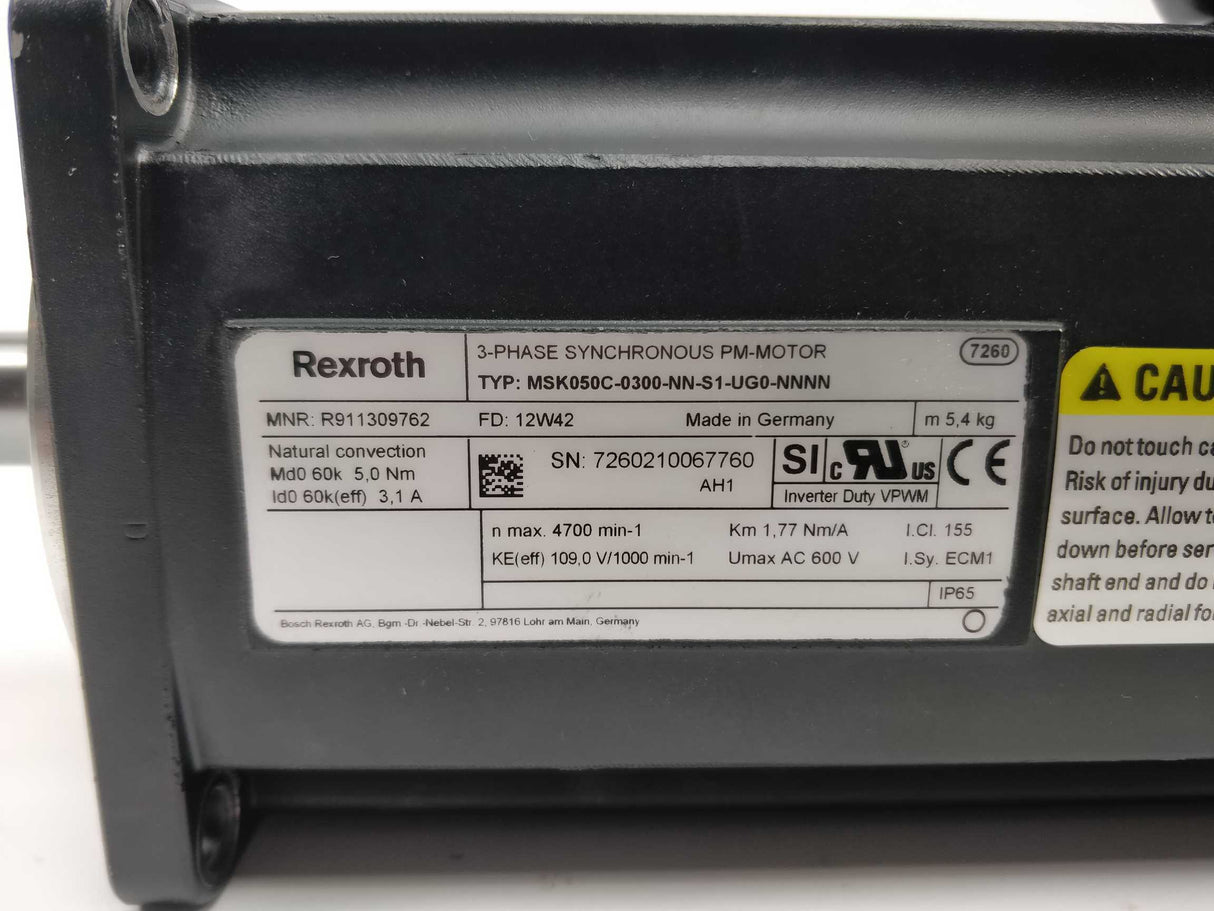 Rexroth
3-PHASE SYNCHRONOUS PM-MOTOR
7260
TYP: MSK050C-0300-NN-S1-UG0-NNNN
MNR: R911309762 FD: 12W42 Made in Germany m 5,4 kg
Natural convection
Md0 60k 5,0 Nm
Id0 60k(eff) 3,1 A
SN: 7260210067760
AH1
SI c RU US CE
Inverter Duty VPWM
n max. 4700 min-1 Km 1,77 Nm/A I.Cl. 155
KE(eff) 109,0 V/1000 min-1 Umax AC 600 V I.Sy. ECM1
IP65
Bosch Rexroth AG, Bgm.-Dr.-Nebel-Str. 2, 97816 Lohr am Main, Germany
CAU
Do not touch
Risk of injury
surface. Allow
down before
shaft end and do
axial and radial